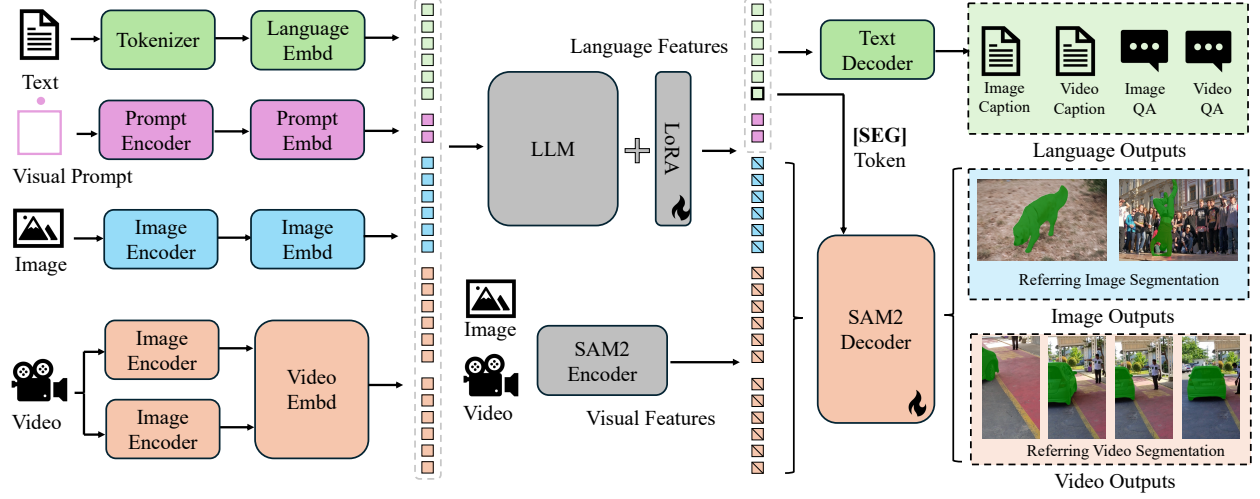 Text
Tokenizer
Language
Embd
Visual Prompt
Prompt
Encoder
Prompt
Embd
Image
Image
Encoder
Image
Embd
Video
Image
Encoder
Image
Encoder
Video
Embd
Language Features
LLM
LoRA
Image
Video
SAM2
Encoder
Visual Features
Text
Decoder
[SEG]
Token
SAM2
Decoder
Image
Caption
Video
Caption
Image
QA
Video
QA
Language Outputs
Referring Image Segmentation
Image Outputs
Referring Video Segmentation
Video Outputs